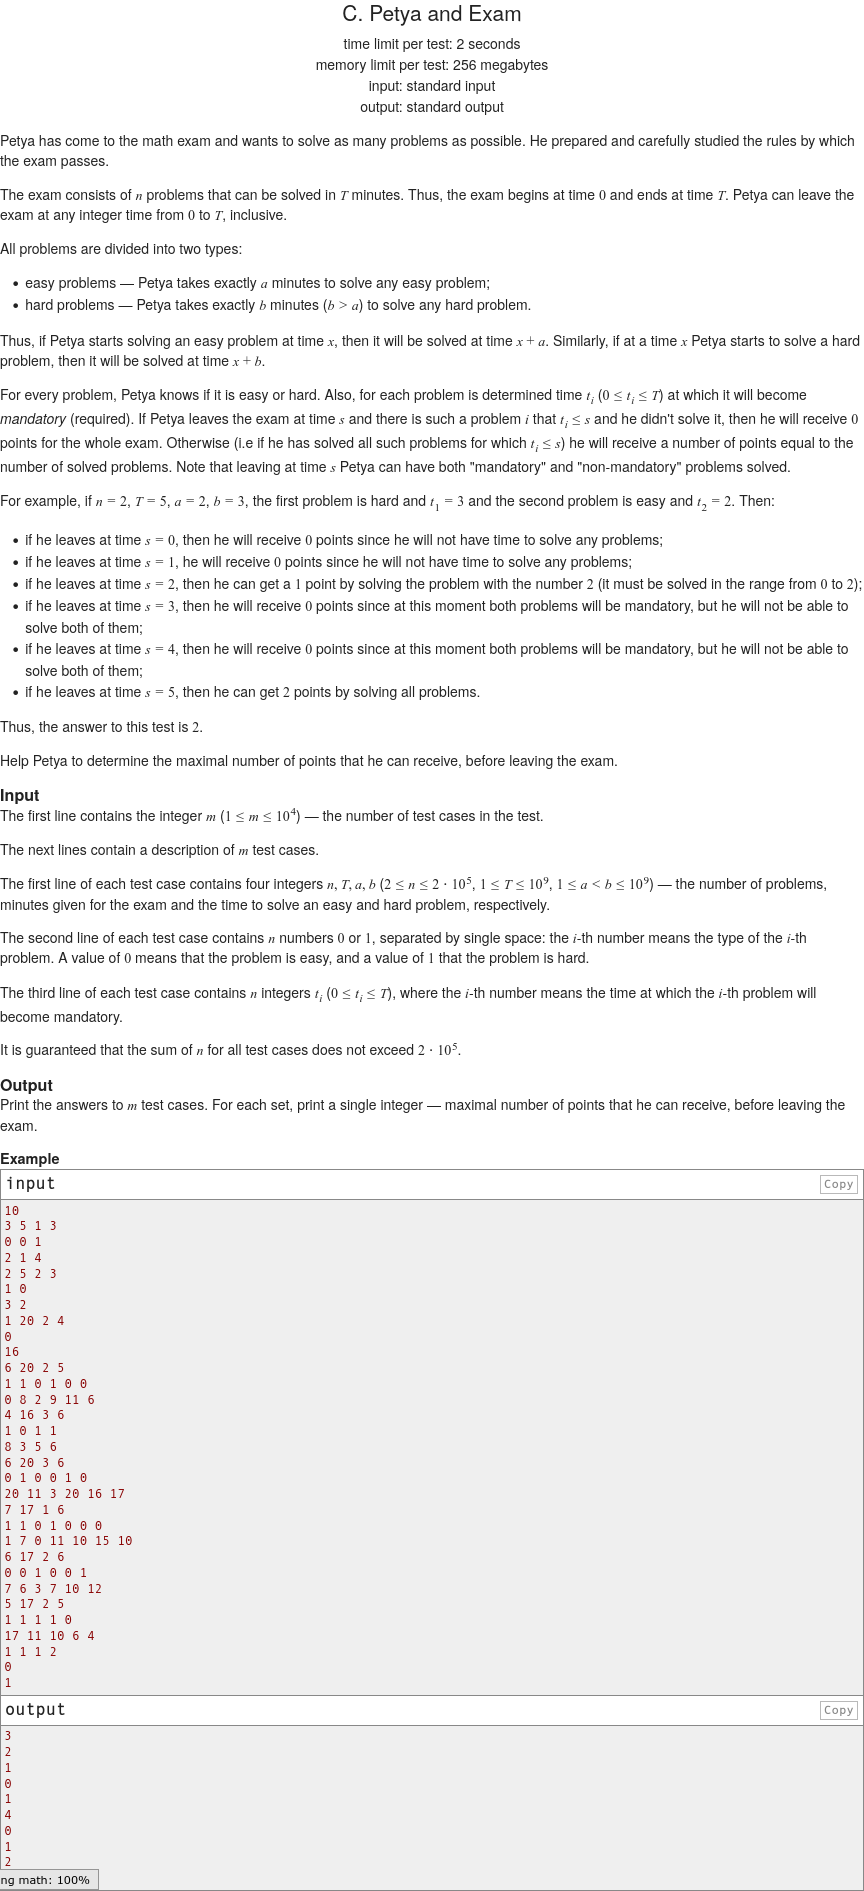 C. Petya and Exam
time limit per test: 2 seconds
memory limit per test: 256 megabytes
input: standard input
output: standard output
Petya has come to the math exam and wants to solve as many problems as possible. He prepared and carefully studied the rules by which
the exam passes.
The exam consists of n problems that can be solved in T minutes. Thus, the exam begins at time 0 and ends at time T. Petya can leave the
exam at any integer time from 0 to T, inclusive.
All problems are divided into two types:
• easy problems — Petya takes exactly a minutes to solve any easy problem;
• hard problems — Petya takes exactly b minutes (b > a) to solve any hard problem.
Thus, if Petya starts solving an easy problem at time x, then it will be solved at time x + a. Similarly, if at a time x Petya starts to solve a hard
problem, then it will be solved at time x + b.
For every problem, Petya knows if it is easy or hard. Also, for each problem is determined time t_i (0 ≤ t_i ≤ T) at which it will become
mandatory (required). If Petya leaves the exam at time s and there is such a problem i that t_i ≤ s and he didn't solve it, then he will receive 0
points for the whole exam. Otherwise (i.e if he has solved all such problems for which t_i ≤ s) he will receive a number of points equal to the
number of solved problems. Note that leaving at time s Petya can have both "mandatory" and "non-mandatory" problems solved.
For example, if n = 2, T = 5, a = 2, b = 3, the first problem is hard and t_1 = 3 and the second problem is easy and t_2 = 2. Then:
• if he leaves at time s = 0, then he will receive 0 points since he will not have time to solve any problems;
• if he leaves at time s = 1, he will receive 0 points since he will not have time to solve any problems;
• if he leaves at time s = 2, then he can get a 1 point by solving the problem with the number 2 (it must be solved in the range from 0 to 2);
• if he leaves at time s = 3, then he will receive 0 points since at this moment both problems will be mandatory, but he will not be able to
solve both of them;
• if he leaves at time s = 4, then he will receive 0 points since at this moment both problems will be mandatory, but he will not be able to
solve both of them;
• if he leaves at time s = 5, then he can get 2 points by solving all problems.
Thus, the answer to this test is 2.
Help Petya to determine the maximal number of points that he can receive, before leaving the exam.
Input
The first line contains the integer m (1 ≤ m ≤ 10^4) — the number of test cases in the test.
The next lines contain a description of m test cases.
The first line of each test case contains four integers n, T, a, b (2 ≤ n ≤ 2 · 10^5, 1 ≤ T ≤ 10^9, 1 ≤ a < b ≤ 10^9) — the number of problems,
minutes given for the exam and the time to solve an easy and hard problem, respectively.
The second line of each test case contains n numbers 0 or 1, separated by single space: the i-th number means the type of the i-th
problem. A value of 0 means that the problem is easy, and a value of 1 that the problem is hard.
The third line of each test case contains n integers t_i (0 ≤ t_i ≤ T), where the i-th number means the time at which the i-th problem will
become mandatory.
It is guaranteed that the sum of n for all test cases does not exceed 2 · 10^5.
Output
Print the answers to m test cases. For each set, print a single integer — maximal number of points that he can receive, before leaving the
exam.
Example
input
Copy
10
3 5 1 3
0 0 1
2 1 4
2 5 2 3
1 0
3 2
1 20 2 4
0
16
6 20 2 5
1 1 0 1 0 0
0 8 2 9 11 6
4 16 3 6
1 0 1 1
8 3 5 6
6 20 3 6
0 1 0 0 1 0
20 11 3 20 16 17
7 17 1 6
1 1 0 1 0 0 0
1 7 0 11 10 15 10
6 17 2 6
0 0 1 0 0 1
7 6 3 7 10 12
5 17 2 5
1 1 1 1 0
17 11 10 6 4
1 1 1 2
0
1
output
Copy
3
2
1
0
1
4
0
1
2
ng math: 100%